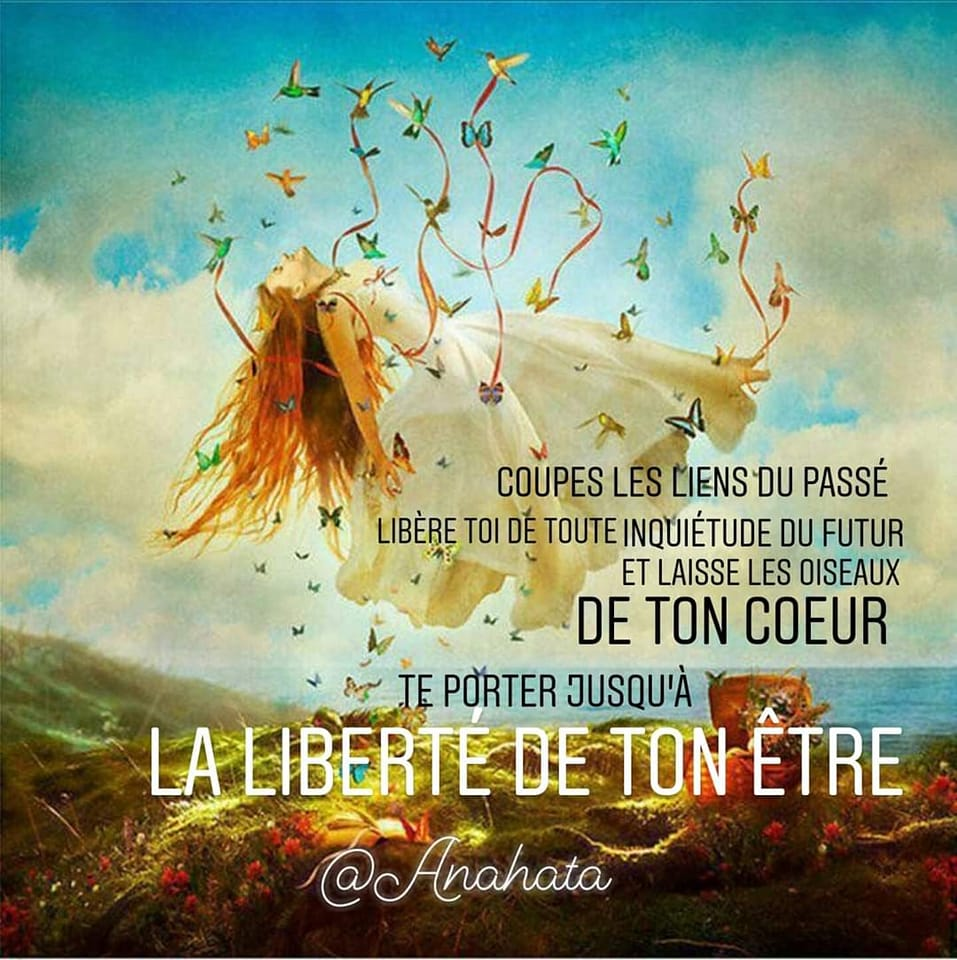 COUPES LES LIENS DU PASSÉ
LIBÈRE TOI DE TOUTE INQUIÉTUDE DU FUTUR
ET LAISSE LES OISEAUX
DE TON COEUR
TE PORTER JUSQU'À
LA LIBERTÉ DE TON ÊTRE
@Anahata